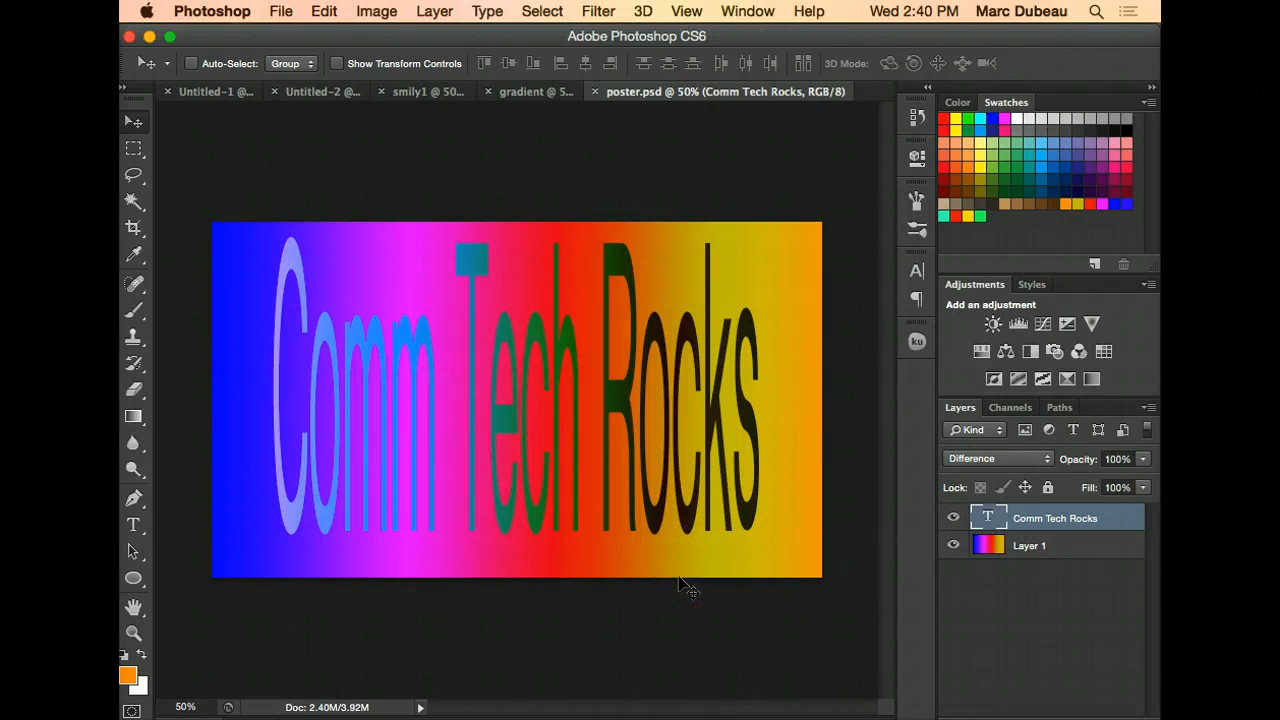 Photoshop File Edit Image Layer Type Select Filter 3D View Window Help Wed 2:40 PM Marc Dubeau
Adobe Photoshop CS6
Auto-Select: Group Show Transform Controls 3D Mode:
× Untitled-1 @... × Untitled-2 @... × smily1 @ 50... × gradient @ 5... × poster.psd @ 50% (Comm Tech Rocks, RGB/8)
Color Swatches
Comm Tech Rocks
A
ku
Adjustments Styles
Add an adjustment
Layers Channels Paths
Kind T
Difference Opacity: 100%
Lock: Fill: 100%
T Comm Tech Rocks
Layer 1
T
50% Doc: 2.40M/3.92M